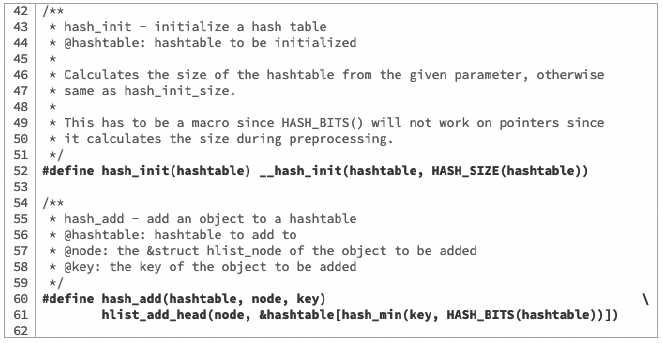 42 /**
43  * hash_init - initialize a hash table
44  * @hashtable: hashtable to be initialized
45  *
46  * Calculates the size of the hashtable from the given parameter, otherwise
47  * same as hash_init_size.
48  *
49  * This has to be a macro since HASH_BITS() will not work on pointers since
50  * it calculates the size during preprocessing.
51  */
52 #define hash_init(hashtable) __hash_init(hashtable, HASH_SIZE(hashtable))
53
54 /**
55  * hash_add - add an object to a hashtable
56  * @hashtable: hashtable to add to
57  * @node: the &struct hlist_node of the object to be added
58  * @key: the key of the object to be added
59  */
60 #define hash_add(hashtable, node, key) \
61         hlist_add_head(node, &hashtable[hash_min(key, HASH_BITS(hashtable))])
62